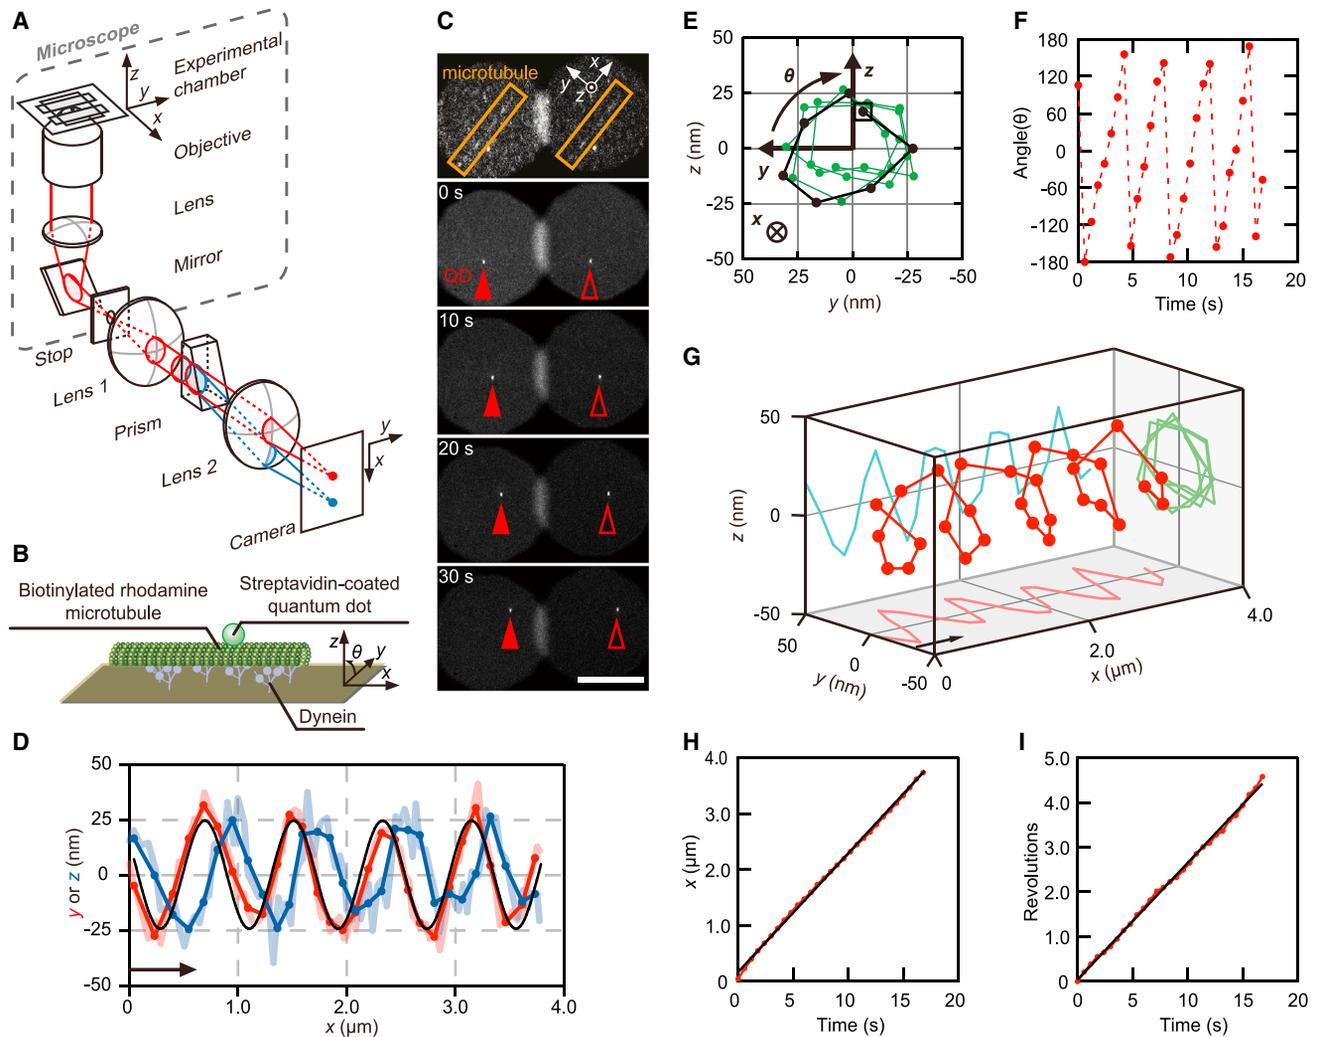 A
Microscope
z
y
x
Experimental
chamber
Objective
Lens
Mirror
Stop
Lens 1
Prism
Lens 2
Camera
y
x
B
Biotinylated rhodamine
microtubule
Streptavidin-coated
quantum dot
z
θ
y
x
Dynein
C
microtubule
x
y
z
0 s
QD
10 s
20 s
30 s
D
50
25
0
−25
−50
y or z (nm)
0
1.0
2.0
3.0
4.0
x (µm)
E
50
25
0
-25
-50
z (nm)
θ
z
y
x
50
25
0
-25
-50
y (nm)
F
180
120
60
0
-60
-120
-180
Angle(θ)
0
5
10
15
20
Time (s)
G
50
0
-50
z (nm)
50
0
-50
y (nm)
0
2.0
4.0
x (µm)
H
4.0
3.0
2.0
1.0
0
x (µm)
0
5
10
15
20
Time (s)
I
5.0
4.0
3.0
2.0
1.0
0
Revolutions
0
5
10
15
20
Time (s)